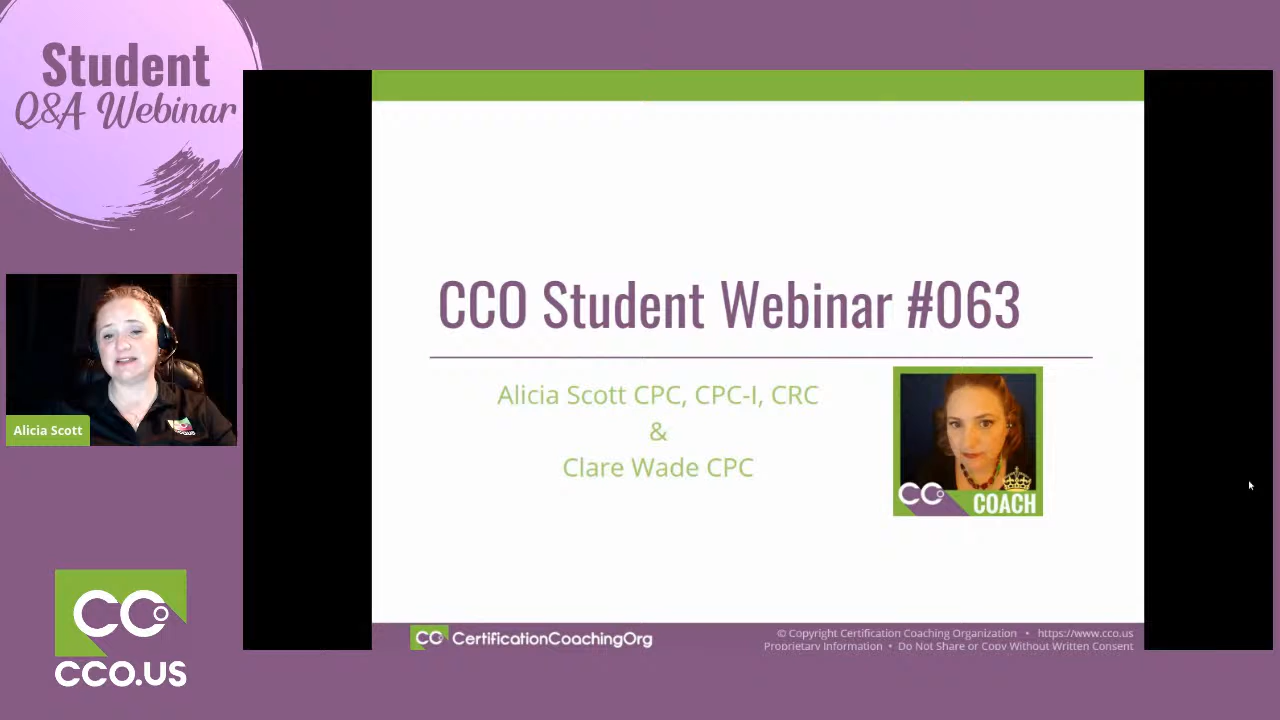 Student
Q&A Webinar
Alicia Scott
CCO
CCO.US
CCO Student Webinar #063
Alicia Scott CPC, CPC-I, CRC
&
Clare Wade CPC
CCO
COACH
CCO CertificationCoachingOrg
© Copyright Certification Coaching Organization • https://www.cco.us
Proprietary Information • Do Not Share or Copy Without Written Consent